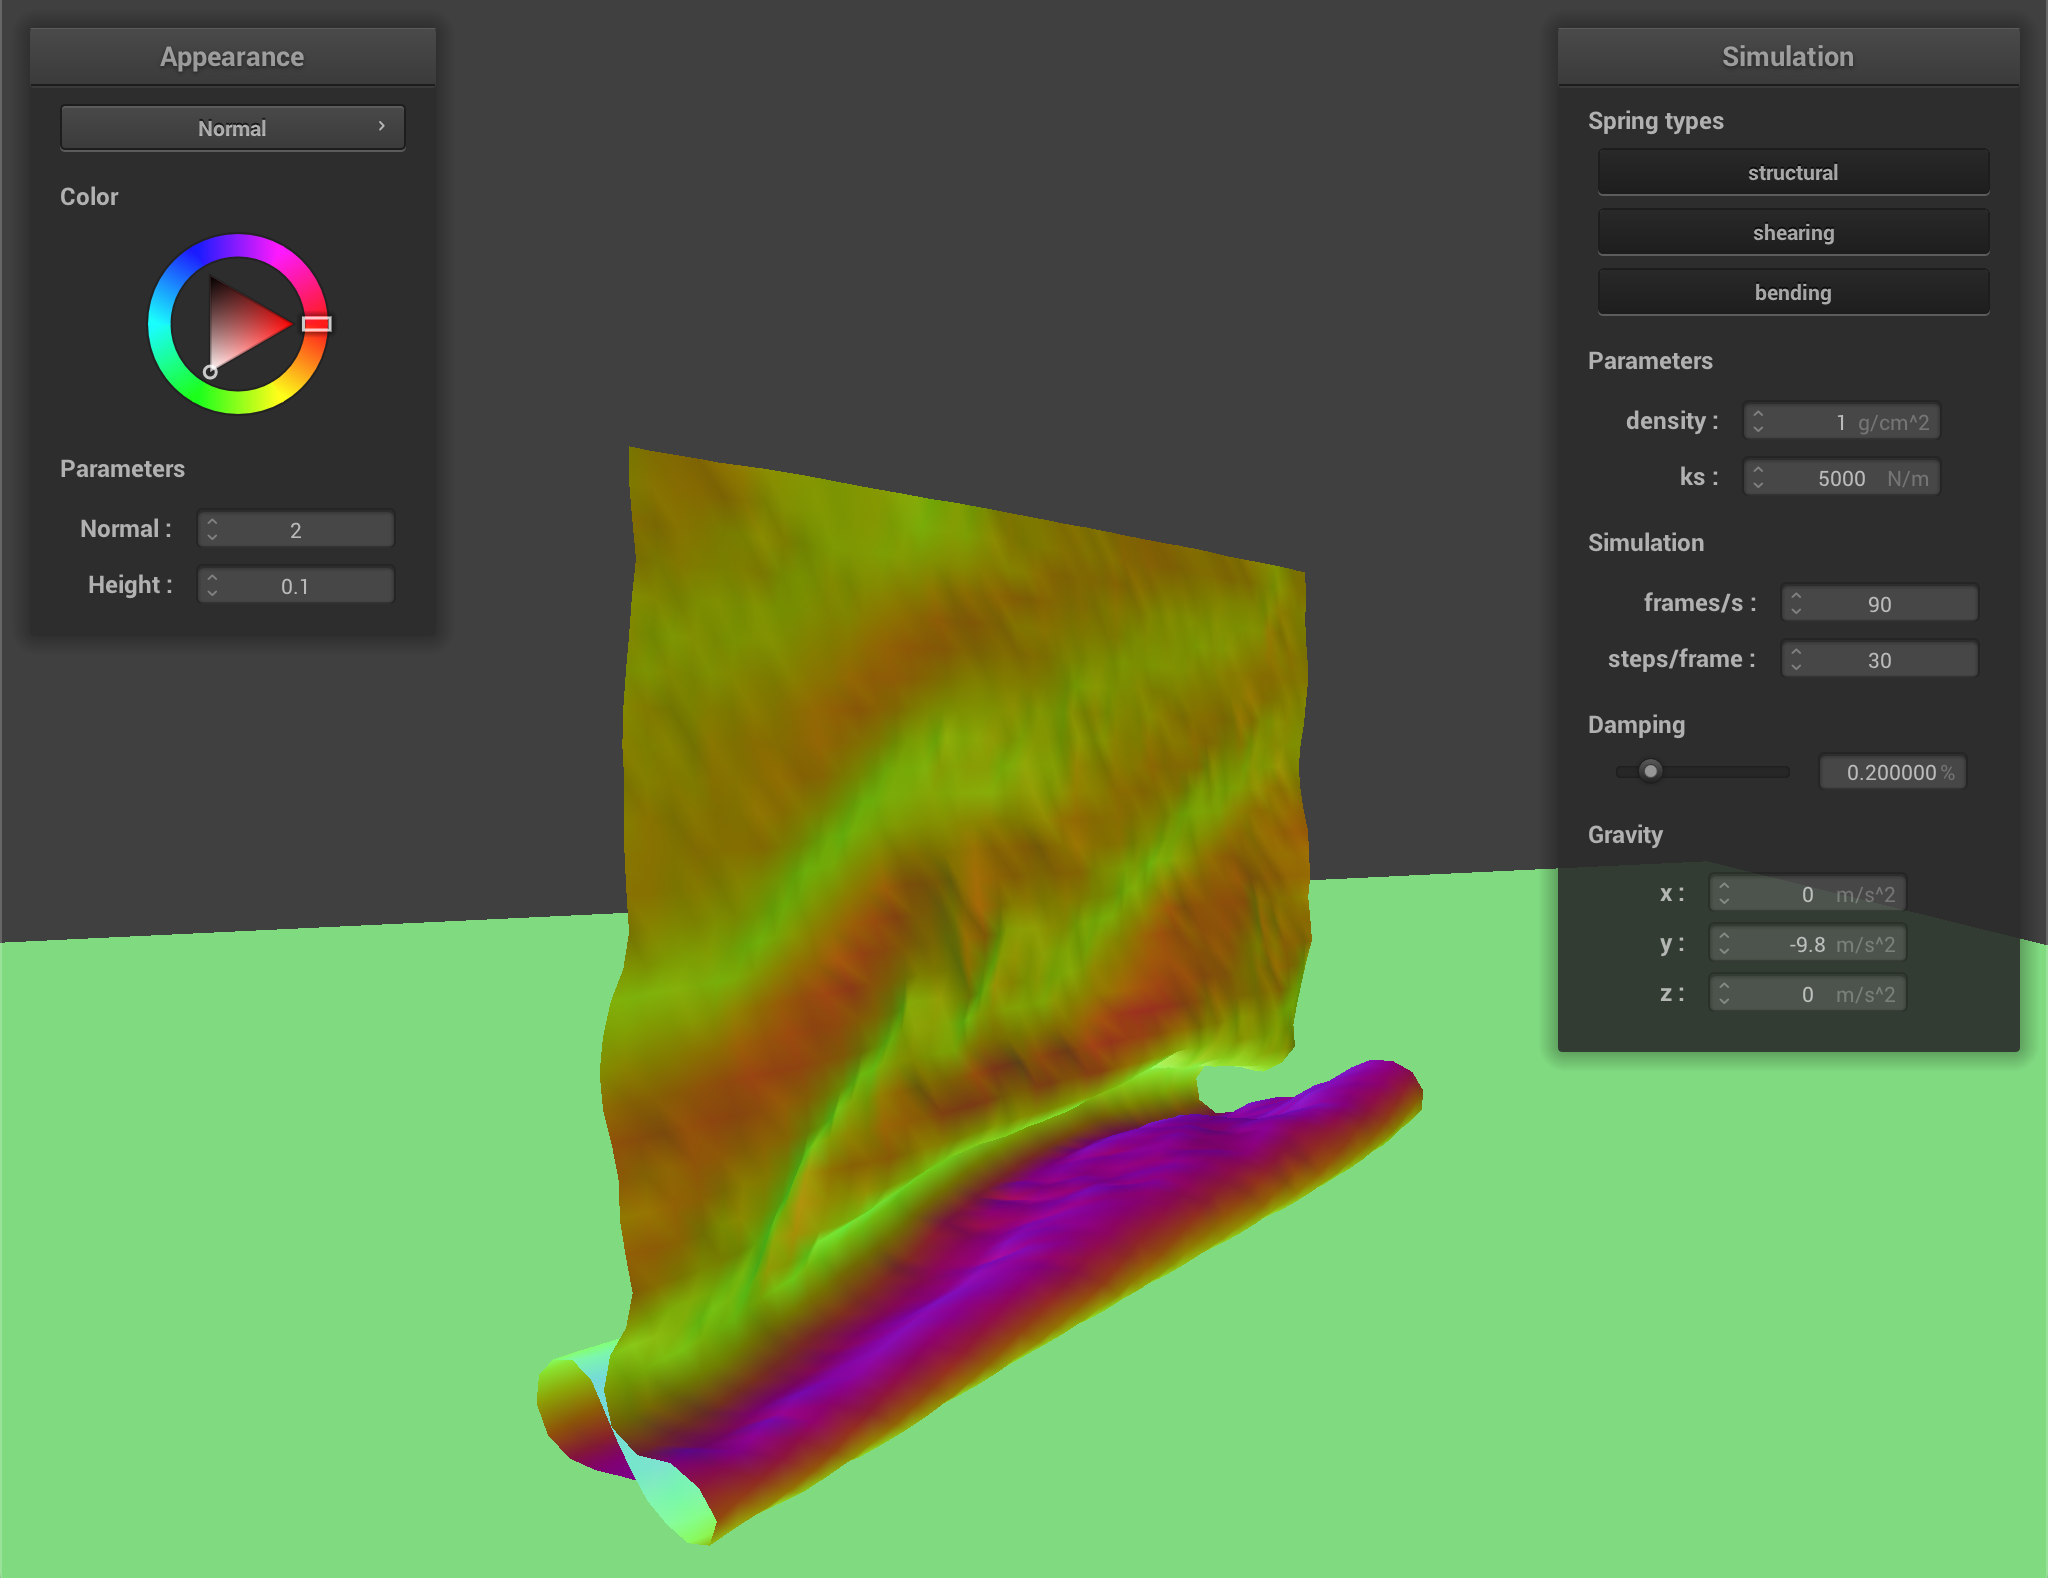 Appearance
Normal
Color
Parameters
Normal : 2
Height : 0.1
Simulation
Spring types
structural
shearing
bending
Parameters
density : 1 g/cm^2
ks : 5000 N/m
Simulation
frames/s : 90
steps/frame : 30
Damping
0.200000 %
Gravity
x : 0 m/s^2
y : -9.8 m/s^2
z : 0 m/s^2